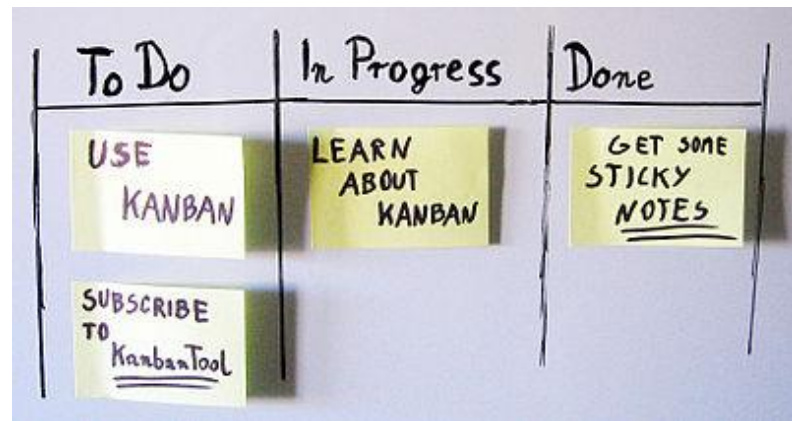 To Do
In Progress
Done
USE
KANBAN
SUBSCRIBE
TO
KanbanTool
LEARN
ABOUT
KANBAN
GET SOME
STICKY
NOTES